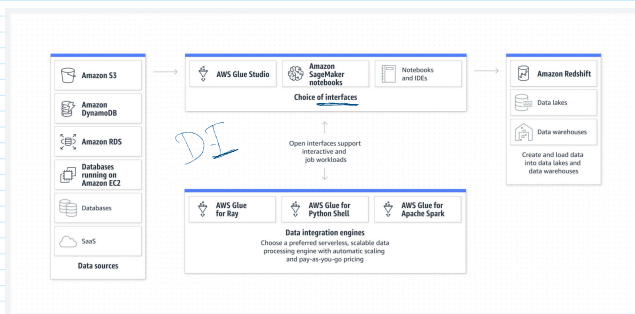 Amazon S3
Amazon
DynamoDB
Amazon RDS
Databases
running on
Amazon EC2
Databases
SaaS
Data sources
AWS Glue Studio
Amazon
SageMaker
notebooks
Notebooks
and IDEs
Choice of interfaces
DI
Open interfaces support
interactive and
job workloads
AWS Glue
for Ray
AWS Glue for
Python Shell
AWS Glue for
Apache Spark
Data integration engines
Choose a preferred serverless, scalable data
processing engine with automatic scaling
and pay-as-you-go pricing
Amazon Redshift
Data lakes
Data warehouses
Create and load data
into data lakes and
data warehouses